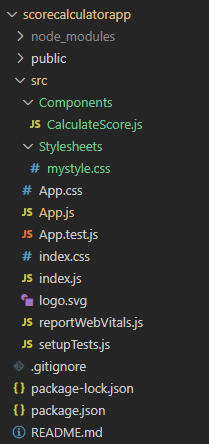 scorecalculatorapp
node_modules
public
src
Components
JS CalculateScore.js
Stylesheets
# mystyle.css
# App.css
JS App.js
JS App.test.js
# index.css
JS index.js
logo.svg
JS reportWebVitals.js
JS setupTests.js
.gitignore
{} package-lock.json
{} package.json
README.md